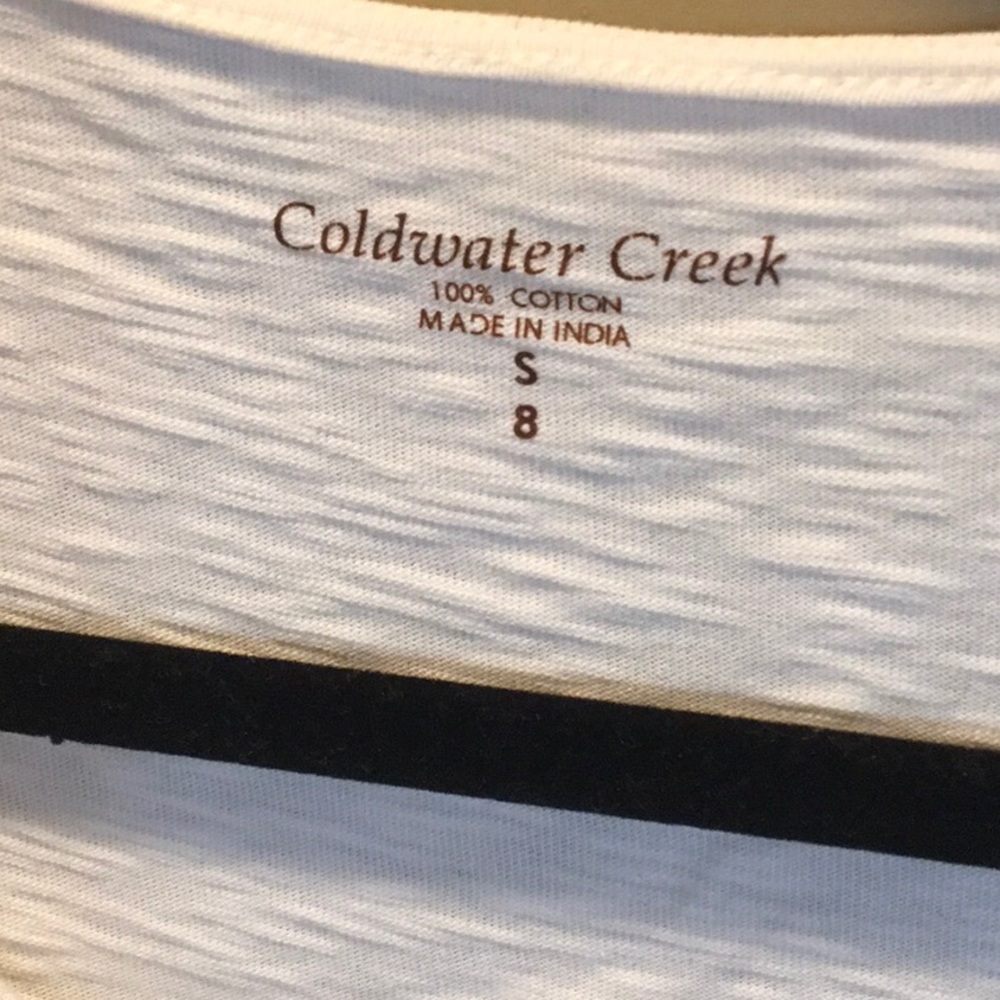 Coldwater Creek
100% COTTON
MADE IN INDIA
S
8